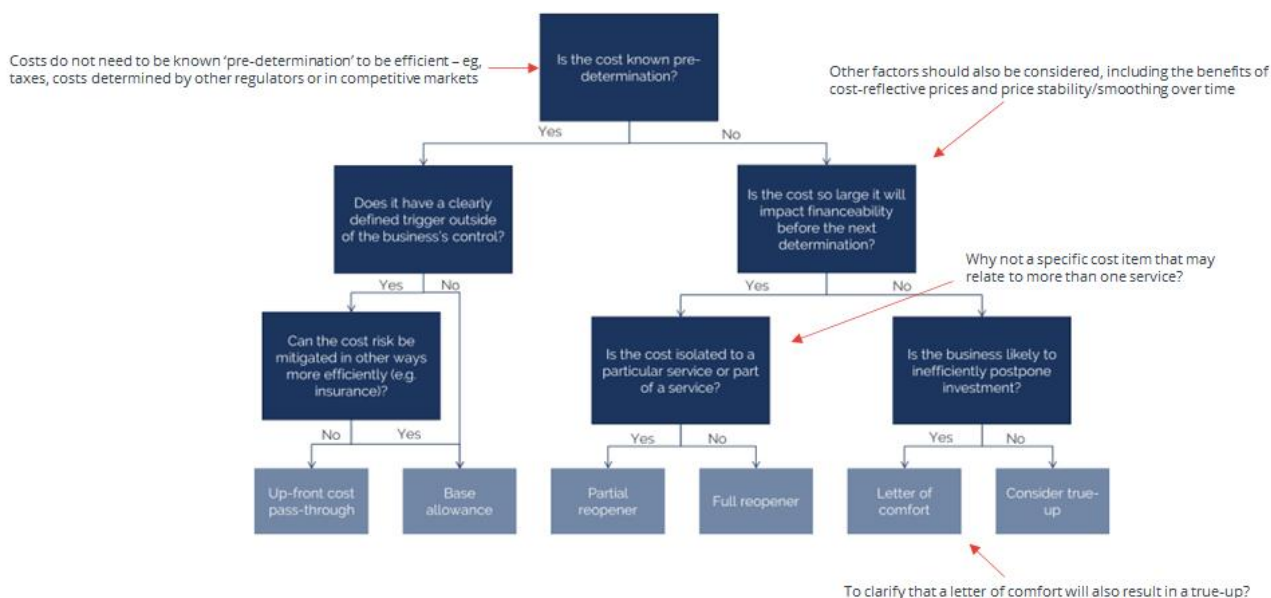 Costs do not need to be known ‘pre-determination’ to be efficient – eg,
taxes, costs determined by other regulators or in competitive markets
Is the cost known pre-
determination?
Other factors should also be considered, including the benefits of
cost-reflective prices and price stability/smoothing over time
Yes
No
Does it have a clearly
defined trigger outside
of the business's control?
Is the cost so large it will
impact financeability
before the next
determination?
Why not a specific cost item that may
relate to more than one service?
Yes
No
Yes
No
Can the cost risk be
mitigated in other ways
more efficiently (e.g.
insurance)?
Is the cost isolated to a
particular service or part
of a service?
Is the business likely to
inefficiently postpone
investment?
No
Yes
Yes
No
Yes
No
Up-front cost
pass-through
Base
allowance
Partial
reopener
Full reopener
Letter of
comfort
Consider true-
up
To clarify that a letter of comfort will also result in a true-up?